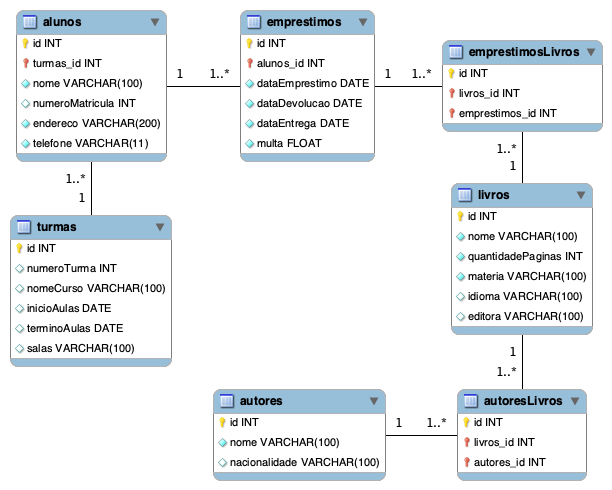 alunos
id INT
turmas_id INT
nome VARCHAR(100)
numeroMatricula INT
endereco VARCHAR(200)
telefone VARCHAR(11)
1
1..*
emprestimos
id INT
alunos_id INT
dataEmprestimo DATE
dataDevolucao DATE
dataEntrega DATE
multa FLOAT
1
1..*
emprestimosLivros
id INT
livros_id INT
emprestimos_id INT
1..*
1
1..*
1
turmas
id INT
numeroTurma INT
nomeCurso VARCHAR(100)
inicioAulas DATE
terminoAulas DATE
salas VARCHAR(100)
livros
id INT
nome VARCHAR(100)
quantidadePaginas INT
materia VARCHAR(100)
idioma VARCHAR(100)
editora VARCHAR(100)
1
1..*
autores
id INT
nome VARCHAR(100)
nacionalidade VARCHAR(100)
1
1..*
autoresLivros
id INT
livros_id INT
autores_id INT